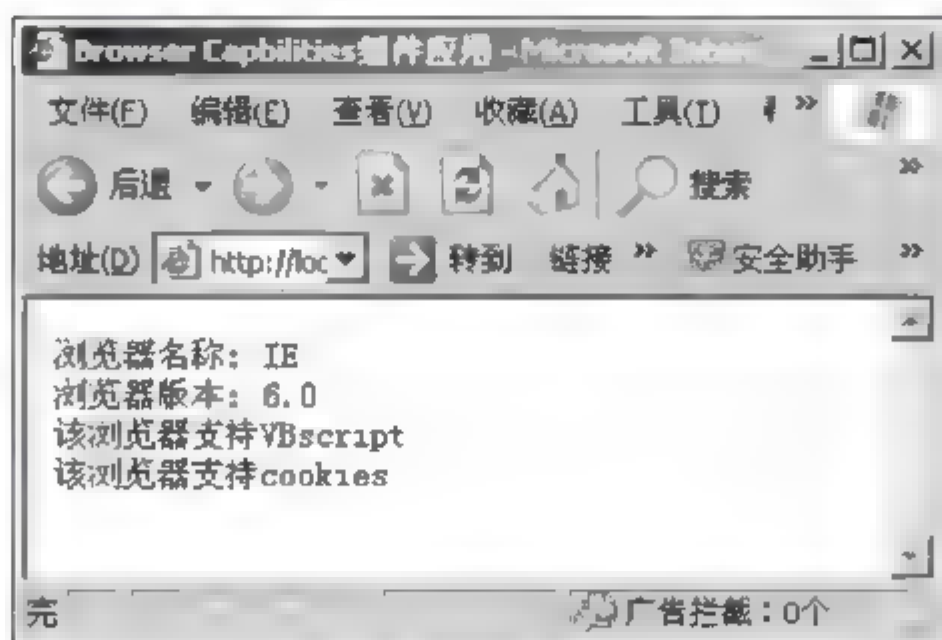 Browser Capbilities组件应用 - Microsoft Intern
文件(F) 编辑(E) 查看(V) 收藏(A) 工具(T) »
后退 搜索 »
地址(D) http://loc 转到 链接 » 安全助手 »
浏览器名称: IE
浏览器版本: 6.0
该浏览器支持VBscript
该浏览器支持cookies
完 广告拦截：0个